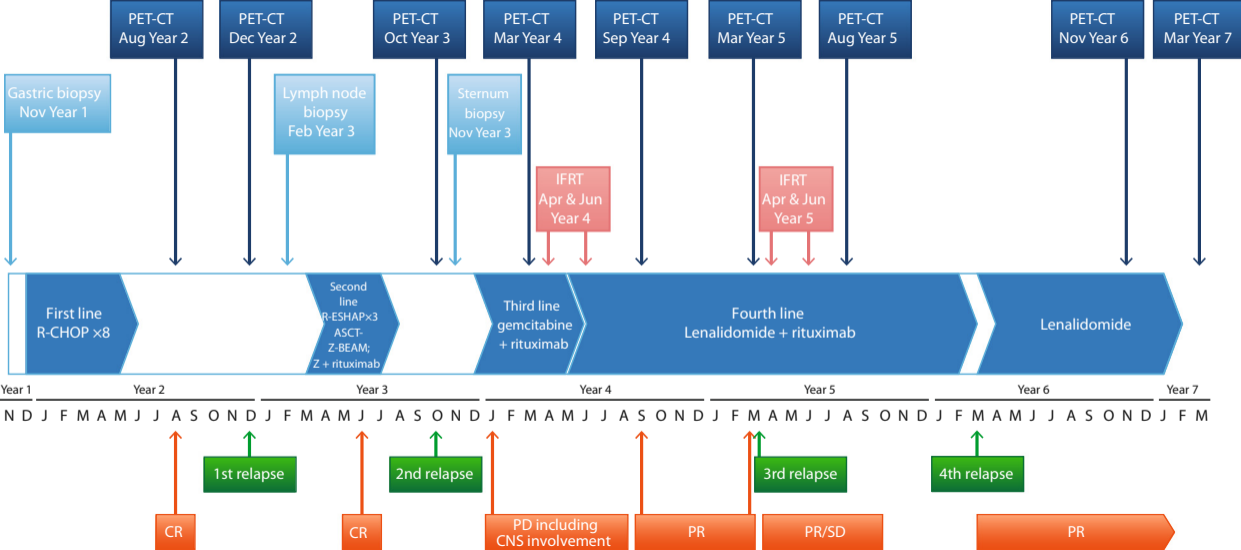 PET-CT
Aug Year 2
PET-CT
Dec Year 2
PET-CT
Oct Year 3
PET-CT
Mar Year 4
PET-CT
Sep Year 4
PET-CT
Mar Year 5
PET-CT
Aug Year 5
PET-CT
Nov Year 6
PET-CT
Mar Year 7
Gastric biopsy
Nov Year 1
Lymph node
biopsy
Feb Year 3
Sternum
biopsy
Nov Year 3
IFRT
Apr & Jun
Year 4
IFRT
Apr & Jun
Year 5
First line
R-CHOP ×8
Second
line
R-ESHAP×3
ASCT-
Z-BEAM;
Z + rituximab
Third line
gemcitabine
+ rituximab
Fourth line
Lenalidomide + rituximab
Lenalidomide
Year 1 Year 2 Year 3 Year 4 Year 5 Year 6 Year 7
N D J F M A M J J A S O N D J F M A M J J A S O N D J F M A M J J A S O N D J F M A M J J A S O N D J F M A M J J A S O N D J F M
1st relapse
2nd relapse
3rd relapse
4th relapse
CR
CR
PD including
CNS involvement
PR
PR/SD
PR